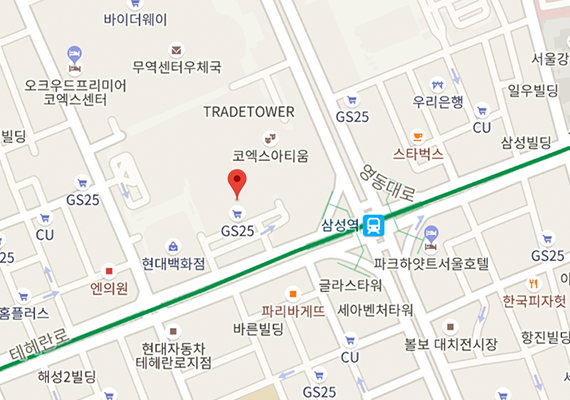 바이더웨이
무역센터우체국
오크우드프리미어
코엑스센터
TRADETOWER
GS25
우리은행
CU
일우빌딩
서울강
빌딩
코엑스아티움
스타벅스
삼성빌딩
영동대로
GS25
CU
GS25
삼성역
현대백화점
파크하얏트서울호텔
GS25
CU
엔의원
홈플러스
글라스타워
파리바게뜨
세아벤처타워
한국피자헛
테헤란로
바른빌딩
현대자동차
테헤란로지점
CU
볼보 대치전시장
항진빌딩
해성2빌딩
GS25